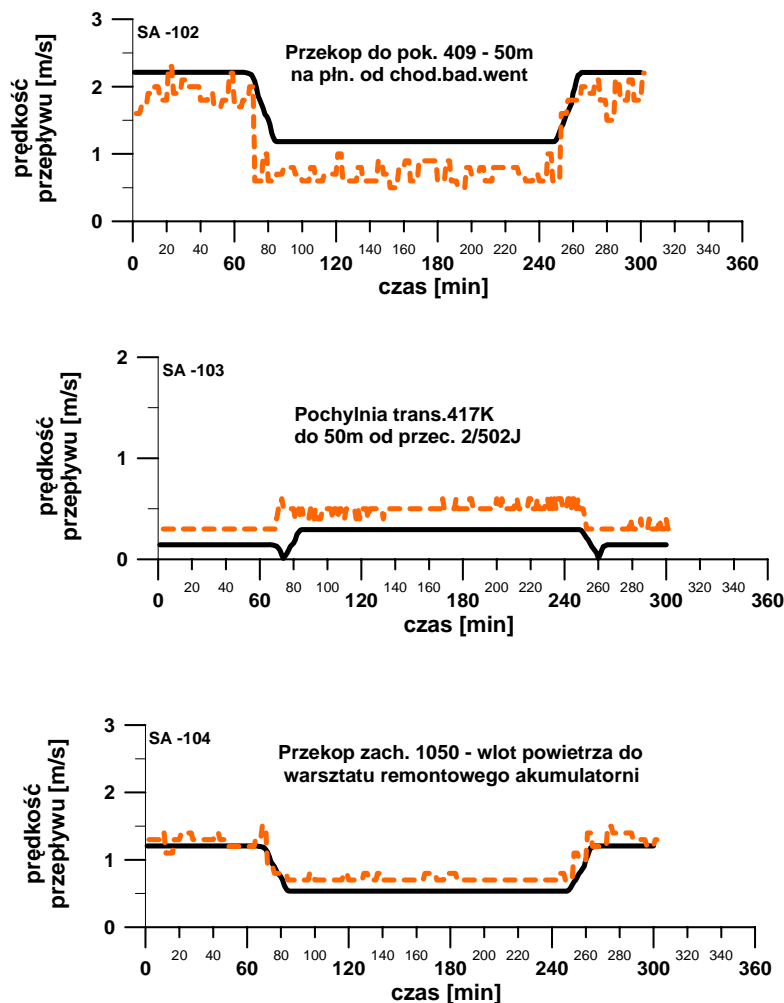 3
SA -102
Przekop do pok. 409 - 50m
na płn. od chod.bad.went
2
1
0
prędkość
przepływu [m/s]
20 40 80 100 140 160 200 220 260 280 320 340
0 60 120 180 240 300 360
czas [min]
2
SA -103
Pochylnia trans.417K
do 50m od przec. 2/502J
1
0
prędkość
przepływu [m/s]
20 40 80 100 140 160 200 220 260 280 320 340
0 60 120 180 240 300 360
czas [min]
3
SA -104
Przekop zach. 1050 - wlot powietrza do
warsztatu remontowego akumulatorni
2
1
0
prędkość
przepływu [m/s]
20 40 80 100 140 160 200 220 260 280 320 340
0 60 120 180 240 300 360
czas [min]